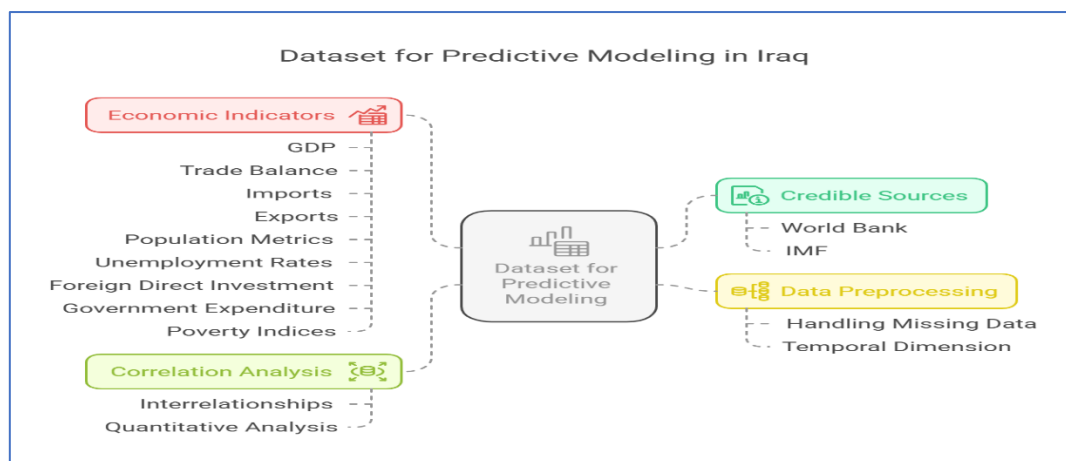 Dataset for Predictive Modeling in Iraq
Economic Indicators
GDP
Trade Balance
Imports
Exports
Population Metrics
Unemployment Rates
Foreign Direct Investment
Government Expenditure
Poverty Indices
Correlation Analysis
Interrelationships
Quantitative Analysis
Dataset for
Predictive
Modeling
Credible Sources
World Bank
IMF
Data Preprocessing
Handling Missing Data
Temporal Dimension